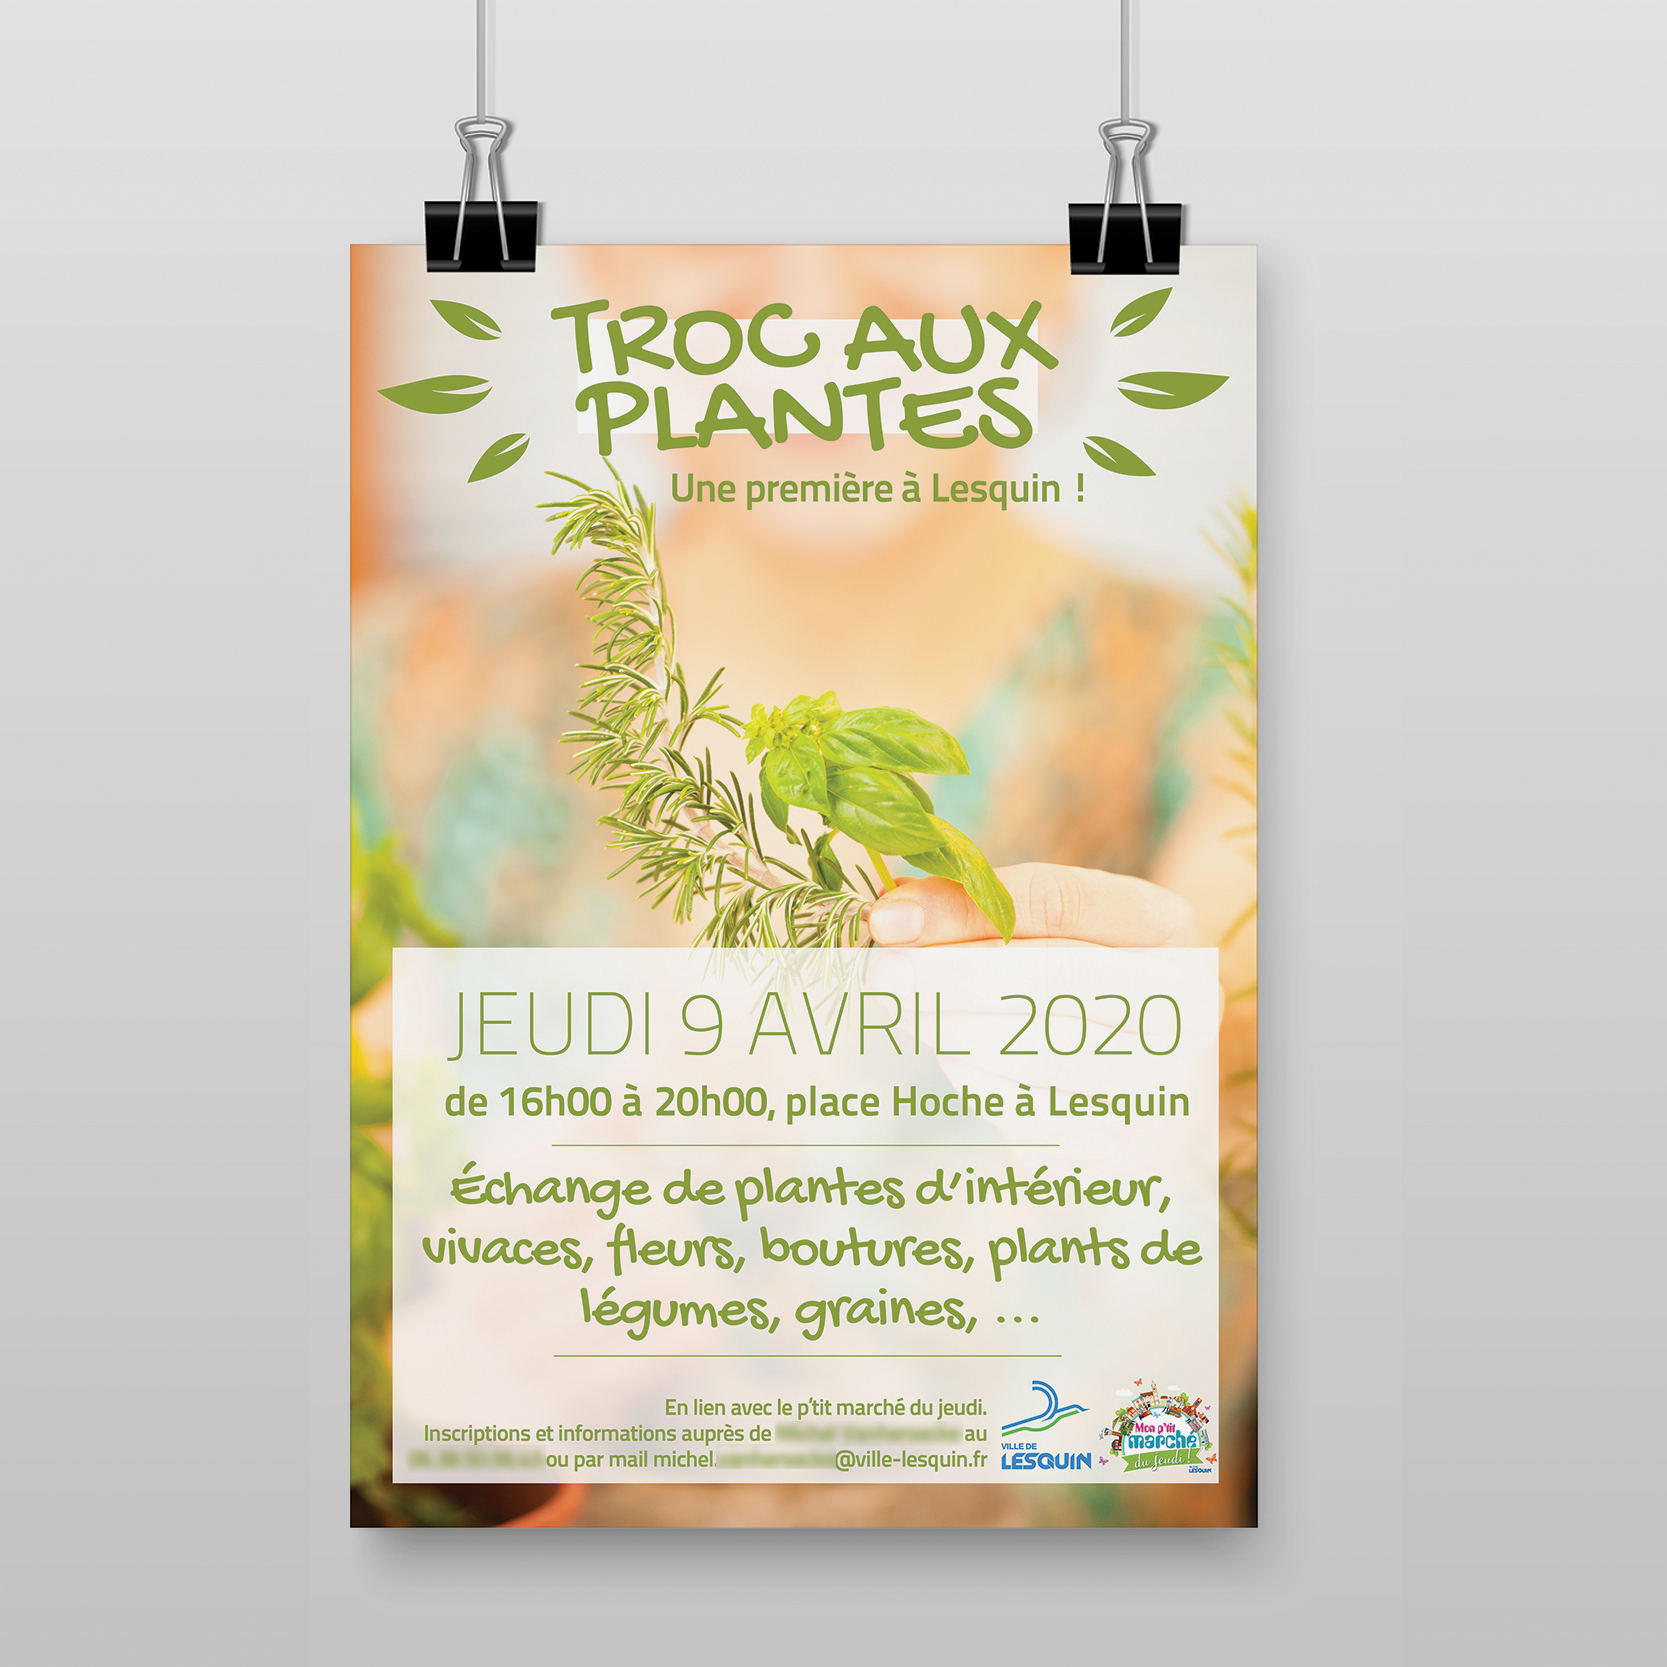 TROC AUX
PLANTES
Une première à Lesquin !
JEUDI 9 AVRIL 2020
de 16h00 à 20h00, place Hoche à Lesquin
Échange de plantes d'intérieur,
vivaces, fleurs, boutures, plants de
légumes, graines, ...
En lien avec le p'tit marché du jeudi.
Inscriptions et informations auprès de au
ou par mail michel. @ville-lesquin.fr
VILLE DE
LESQUIN
Mon p'tit
marché
du jeudi !
LESQUIN